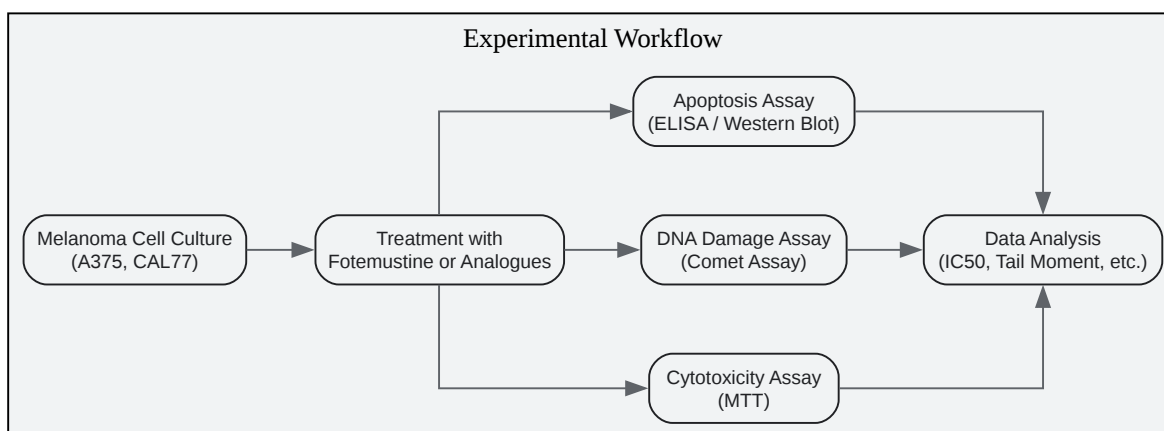 Experimental Workflow
Apoptosis Assay
(ELISA / Western Blot)
Melanoma Cell Culture
(A375, CAL77)
Treatment with
Fotemustine or Analogues
DNA Damage Assay
(Comet Assay)
Data Analysis
(IC50, Tail Moment, etc.)
Cytotoxicity Assay
(MTT)